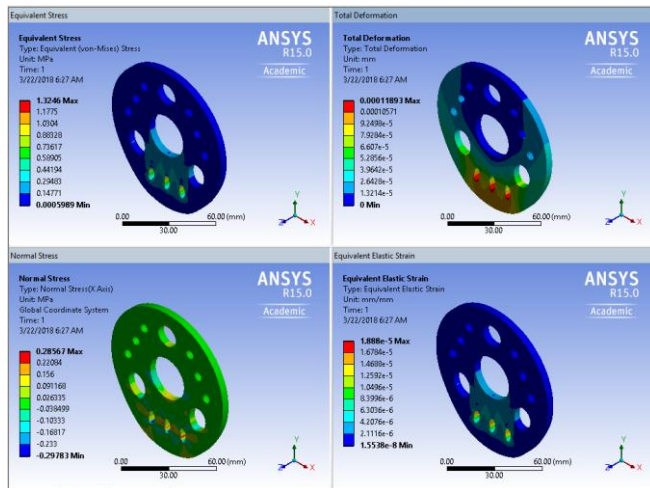 Equivalent Stress
Equivalent Stress
Type: Equivalent (von-Mises) Stress
Unit: MPa
Time: 1
3/22/2018 6:27 AM
1.3246 Max
1.1775
1.0304
0.88328
0.73617
0.58905
0.44194
0.29483
0.14771
0.0005989 Min
ANSYS
R15.0
Academic
0.00
60.00 (mm)
30.00
Y
Z
X
Total Deformation
Total Deformation
Type: Total Deformation
Unit: mm
Time: 1
3/22/2018 6:27 AM
0.00011893 Max
0.00010571
9.2498e-5
7.9284e-5
6.607e-5
5.2856e-5
3.9642e-5
2.6428e-5
1.3214e-5
0 Min
ANSYS
R15.0
Academic
0.00
60.00 (mm)
30.00
Y
Z
X
Normal Stress
Normal Stress
Type: Normal Stress(X Axis)
Unit: MPa
Global Coordinate System
Time: 1
3/22/2018 6:27 AM
0.28567 Max
0.22084
0.156
0.091168
0.026335
-0.038499
-0.10333
-0.16817
-0.233
-0.29783 Min
ANSYS
R15.0
Academic
0.00
60.00 (mm)
30.00
Y
Z
X
Equivalent Elastic Strain
Equivalent Elastic Strain
Type: Equivalent Elastic Strain
Unit: mm/mm
Time: 1
3/22/2018 6:27 AM
1.888e-5 Max
1.6784e-5
1.4688e-5
1.2592e-5
1.0496e-5
8.3996e-6
6.3036e-6
4.2076e-6
2.1116e-6
1.5538e-8 Min
ANSYS
R15.0
Academic
0.00
60.00 (mm)
30.00
Y
Z
X